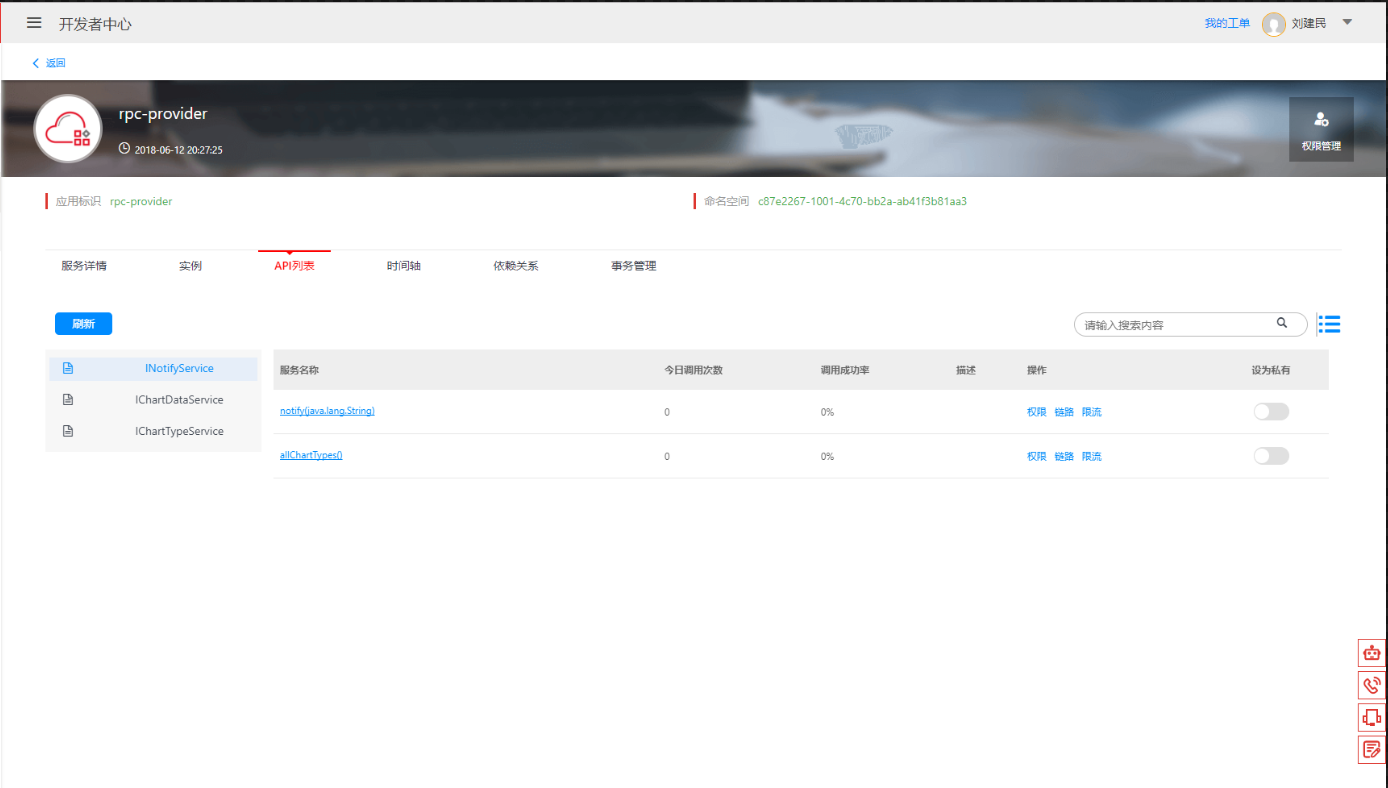 开发者中心
我的工单 刘建民
返回
rpc-provider
2018-06-12 20:27:25
权限管理
应用标识 rpc-provider
命名空间 c87e2267-1001-4c70-bb2a-ab41f3b81aa3
服务详情 实例 API列表 时间轴 依赖关系 事务管理
刷新
请输入搜索内容
INotifyService
IChartDataService
IChartTypeService
服务名称 今日调用次数 调用成功率 描述 操作 设为私有
notify(java.lang.String) 0 0% 权限 链路 限流
allChartTypes() 0 0% 权限 链路 限流